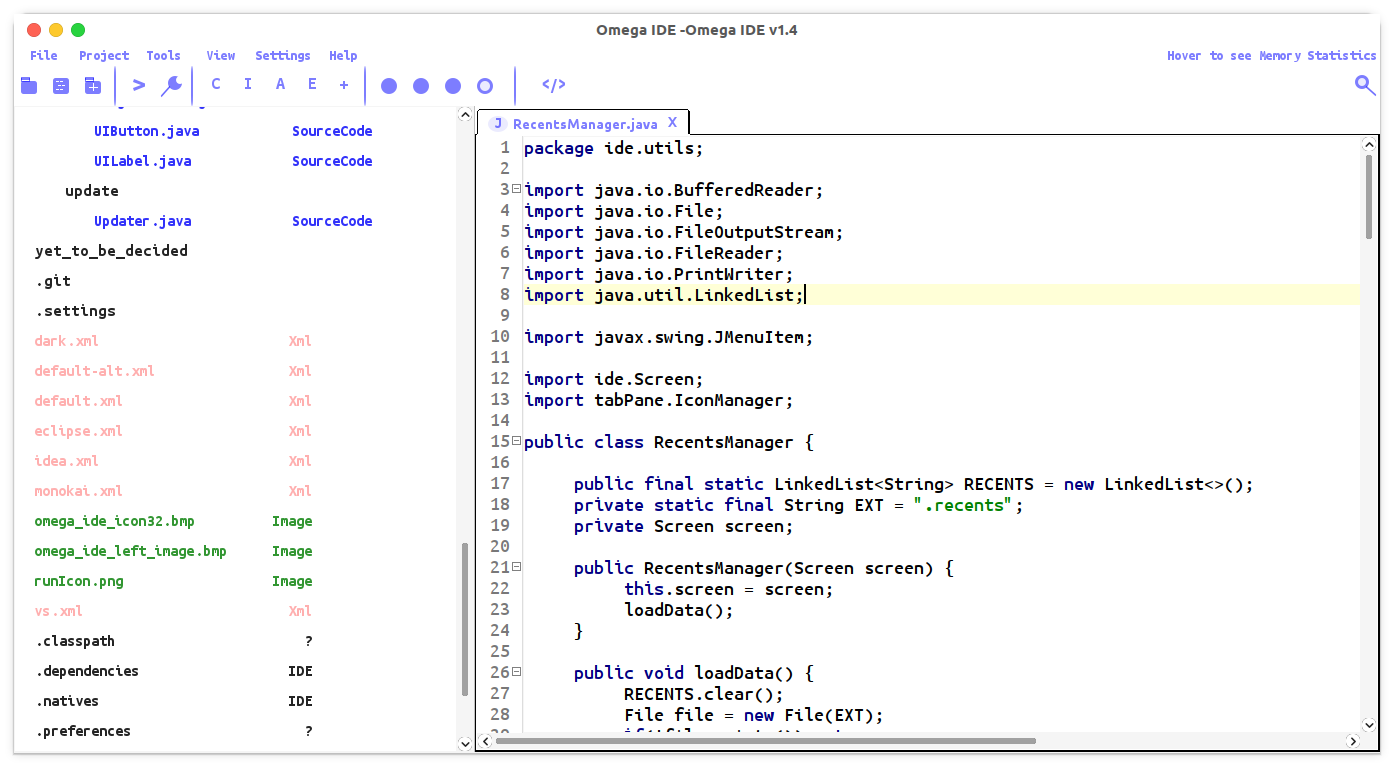 Omega IDE -Omega IDE v1.4
File Project Tools View Settings Help
Hover to see Memory Statistics
> C I A E + </>
UIButton.java SourceCode
UILabel.java SourceCode
update
Updater.java SourceCode
yet_to_be_decided
.git
.settings
dark.xml Xml
default-alt.xml Xml
default.xml Xml
eclipse.xml Xml
idea.xml Xml
monokai.xml Xml
omega_ide_icon32.bmp Image
omega_ide_left_image.bmp Image
runIcon.png Image
vs.xml Xml
.classpath ?
.dependencies IDE
.natives IDE
.preferences ?
J RecentsManager.java X
1 package ide.utils;
2
3 import java.io.BufferedReader;
4 import java.io.File;
5 import java.io.FileOutputStream;
6 import java.io.FileReader;
7 import java.io.PrintWriter;
8 import java.util.LinkedList;
9
10 import javax.swing.JMenuItem;
11
12 import ide.Screen;
13 import tabPane.IconManager;
14
15 public class RecentsManager {
16
17 public final static LinkedList<String> RECENTS = new LinkedList<>();
18 private static final String EXT = ".recents";
19 private Screen screen;
20
21 public RecentsManager(Screen screen) {
22 this.screen = screen;
23 loadData();
24 }
25
26 public void loadData() {
27 RECENTS.clear();
28 File file = new File(EXT);